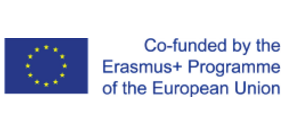 Co-funded by the
Erasmus+ Programme
of the European Union